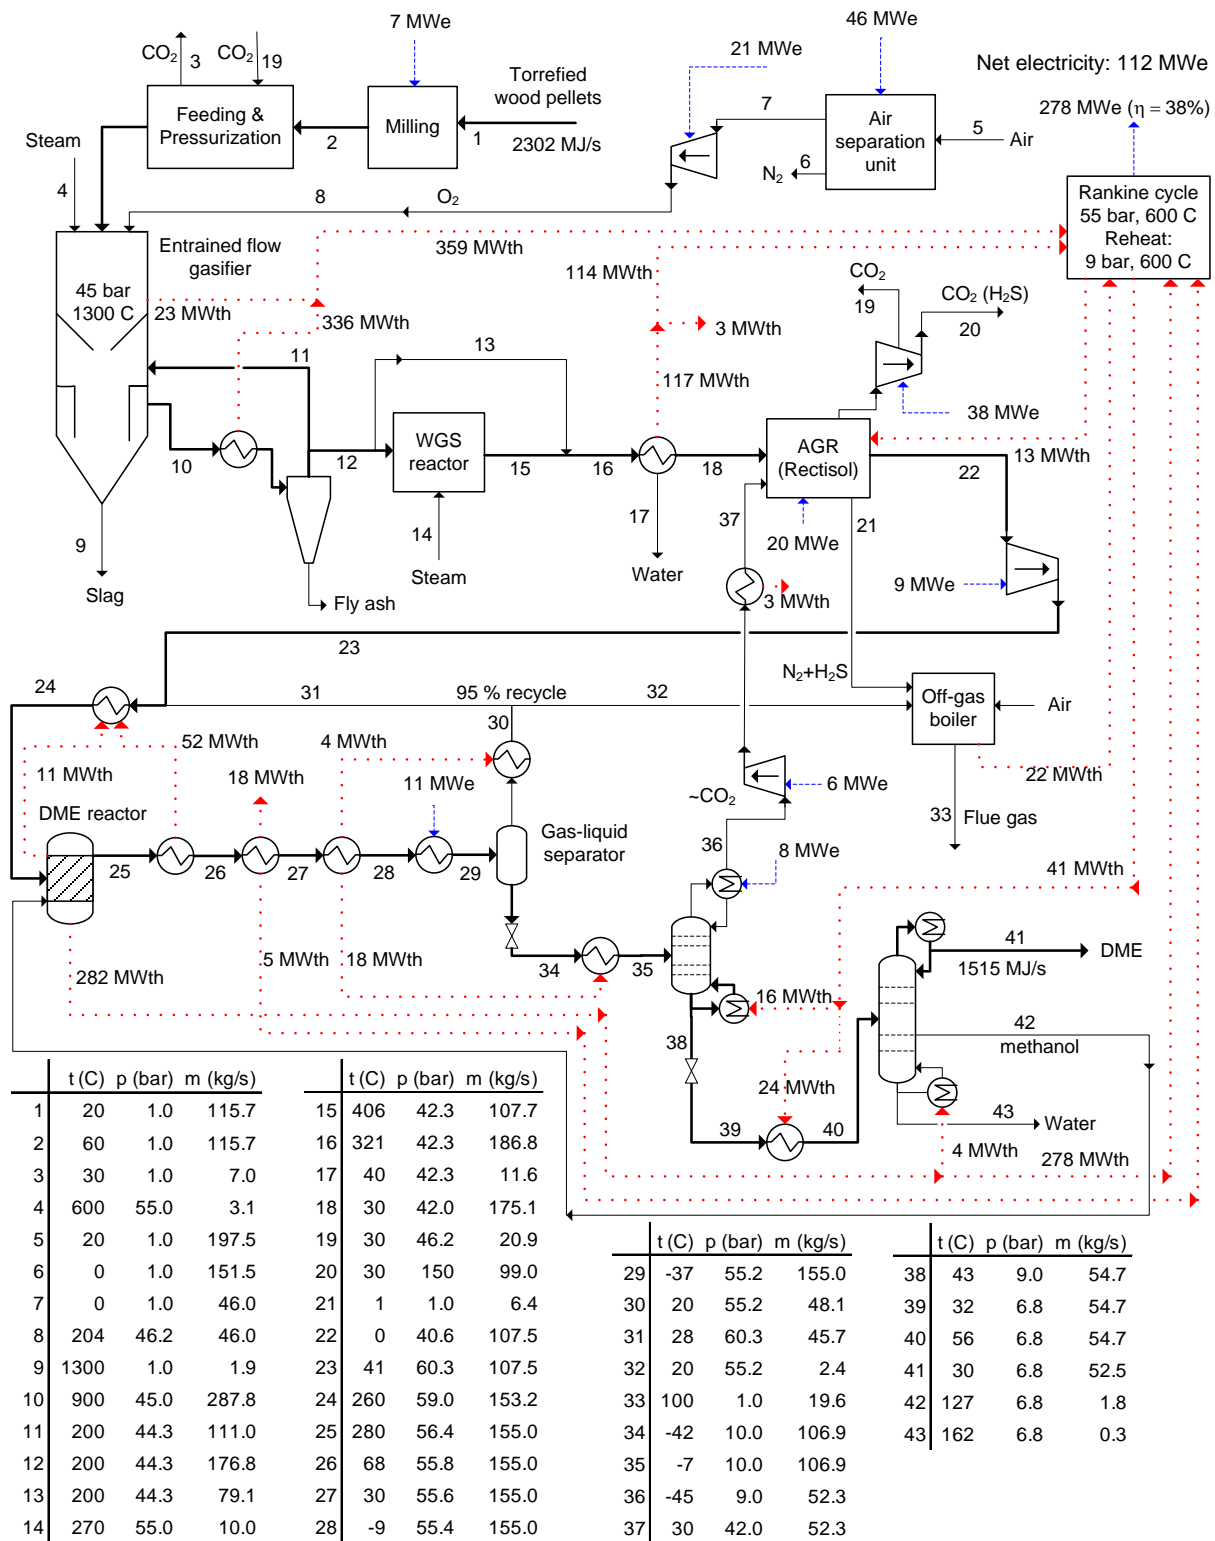 7 MWe
46 MWe
21 MWe
Net electricity: 112 MWe
CO2
3
CO2
19
Torrefied
wood pellets
2302 MJ/s
1
Feeding &
Pressurization
2
Milling
7
Air
separation
unit
5
Air
6
N2
278 MWe (η = 38%)
Steam
4
8
O2
Rankine cycle
55 bar, 600 C
Reheat:
9 bar, 600 C
Entrained flow
gasifier
359 MWth
45 bar
1300 C
23 MWth
336 MWth
114 MWth
3 MWth
117 MWth
CO2
19
CO2 (H2S)
20
38 MWe
11
13
10
12
WGS
reactor
15
16
18
AGR
(Rectisol)
13 MWth
22
14
Steam
17
Water
37
20 MWe
21
9
Slag
Fly ash
3 MWth
9 MWe
23
N2+H2S
24
31
95 % recycle
32
30
Off-gas
boiler
Air
52 MWth
4 MWth
11 MWth
18 MWth
11 MWe
22 MWth
6 MWe
~CO2
DME reactor
Gas-liquid
separator
33
Flue gas
25
26
27
28
29
36
8 MWe
41 MWth
282 MWth
5 MWth
18 MWth
34
35
16 MWth
41
DME
1515 MJ/s
38
42
methanol
24 MWth
39
40
43
Water
4 MWth
278 MWth
t (C) p (bar) m (kg/s)
1 20 1.0 115.7
2 60 1.0 115.7
3 30 1.0 7.0
4 600 55.0 3.1
5 20 1.0 197.5
6 0 1.0 151.5
7 0 1.0 46.0
8 204 46.2 46.0
9 1300 1.0 1.9
10 900 45.0 287.8
11 200 44.3 111.0
12 200 44.3 176.8
13 200 44.3 79.1
14 270 55.0 10.0
t (C) p (bar) m (kg/s)
15 406 42.3 107.7
16 321 42.3 186.8
17 40 42.3 11.6
18 30 42.0 175.1
19 30 46.2 20.9
20 30 150 99.0
21 1 1.0 6.4
22 0 40.6 107.5
23 41 60.3 107.5
24 260 59.0 153.2
25 280 56.4 155.0
26 68 55.8 155.0
27 30 55.6 155.0
28 -9 55.4 155.0
t (C) p (bar) m (kg/s)
29 -37 55.2 155.0
30 20 55.2 48.1
31 28 60.3 45.7
32 20 55.2 2.4
33 100 1.0 19.6
34 -42 10.0 106.9
35 -7 10.0 106.9
36 -45 9.0 52.3
37 30 42.0 52.3
t (C) p (bar) m (kg/s)
38 43 9.0 54.7
39 32 6.8 54.7
40 56 6.8 54.7
41 30 6.8 52.5
42 127 6.8 1.8
43 162 6.8 0.3